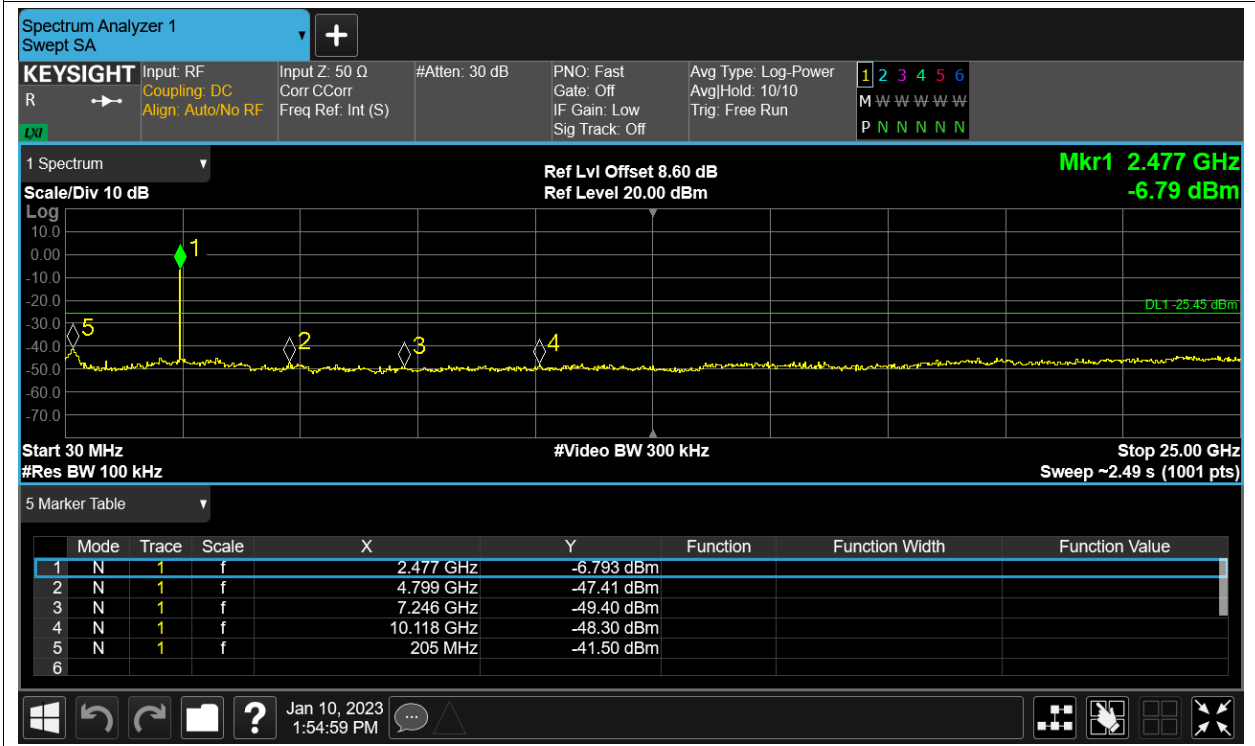 Spectrum Analyzer 1
Swept SA
+
KEYSIGHT
R
LXI
Input: RF
Coupling: DC
Align: Auto/No RF
Input Z: 50 Ω
Corr CCorr
Freq Ref: Int (S)
#Atten: 30 dB
PNO: Fast
Gate: Off
IF Gain: Low
Sig Track: Off
Avg Type: Log-Power
Avg|Hold: 10/10
Trig: Free Run
1 2 3 4 5 6
M W W W W W
P N N N N N
1 Spectrum
Scale/Div 10 dB
Ref Lvl Offset 8.60 dB
Ref Level 20.00 dBm
Mkr1 2.477 GHz
-6.79 dBm
Log
10.0
0.00
-10.0
-20.0
-30.0
-40.0
-50.0
-60.0
-70.0
1
DL1 -25.45 dBm
5
2
3
4
Start 30 MHz
#Video BW 300 kHz
Stop 25.00 GHz
#Res BW 100 kHz
Sweep ~2.49 s (1001 pts)
5 Marker Table
Mode Trace Scale X Y Function Function Width Function Value
1 N 1 f 2.477 GHz -6.793 dBm
2 N 1 f 4.799 GHz -47.41 dBm
3 N 1 f 7.246 GHz -49.40 dBm
4 N 1 f 10.118 GHz -48.30 dBm
5 N 1 f 205 MHz -41.50 dBm
6
?
Jan 10, 2023
1:54:59 PM